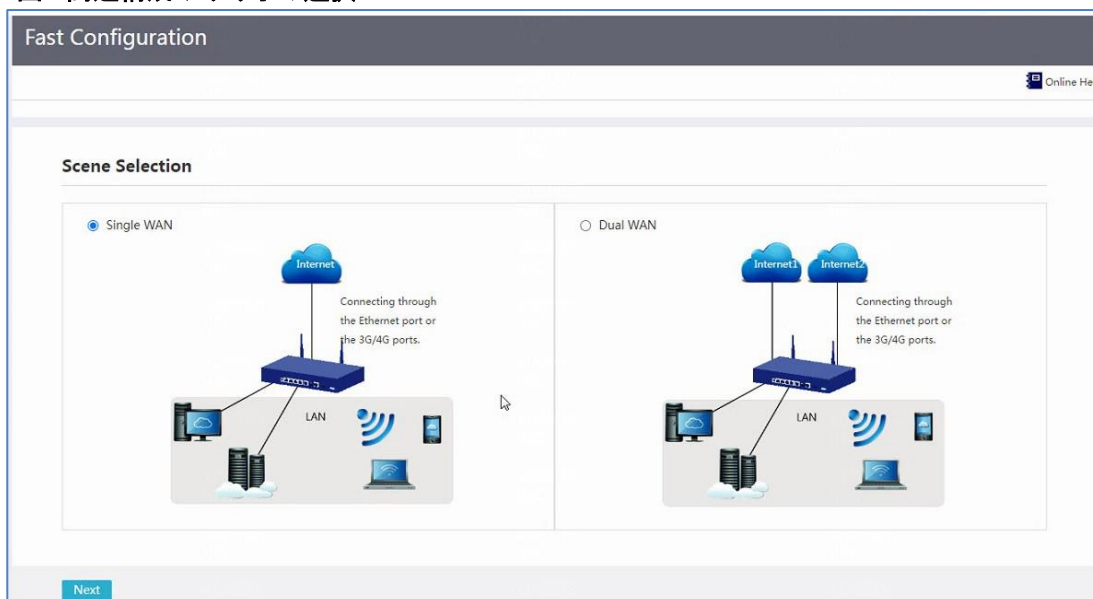 Fast Configuration
Online He
Scene Selection
Single WAN
Internet
Connecting through
the Ethernet port or
the 3G/4G ports.
LAN
Dual WAN
Internet1
Internet2
Connecting through
the Ethernet port or
the 3G/4G ports.
LAN
Next